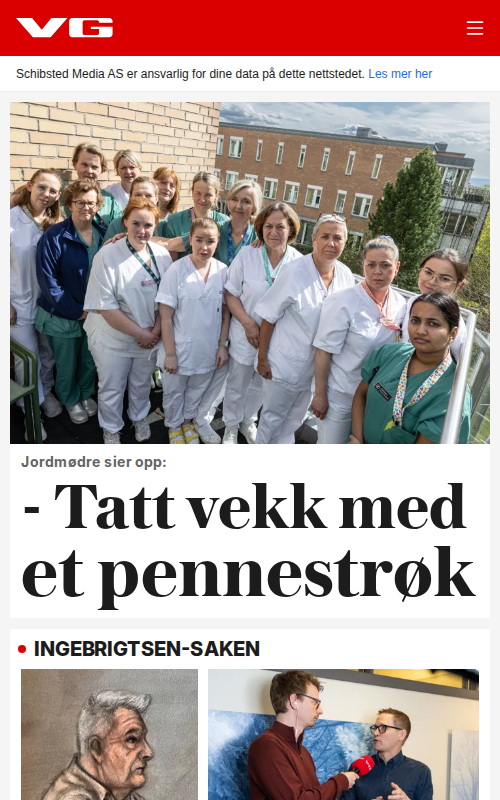 VG
Schibsted Media AS er ansvarlig for dine data på dette nettstedet. Les mer her
Jordmødre sier opp:
- Tatt vekk med
et pennestrøk
INGEBRIGTSEN-SAKEN